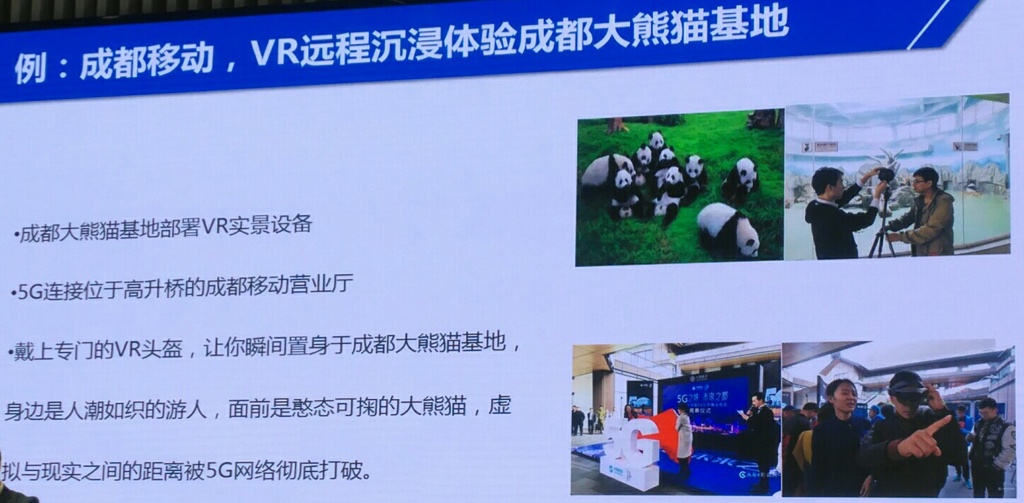 例：成都移动，VR远程沉浸体验成都大熊猫基地
•成都大熊猫基地部署VR实景设备
•5G连接位于高升桥的成都移动营业厅
•戴上专门的VR头盔，让你瞬间置身于成都大熊猫基地，
身边是人潮如织的游人，面前是憨态可掬的大熊猫，虚
拟与现实之间的距离被5G网络彻底打破。